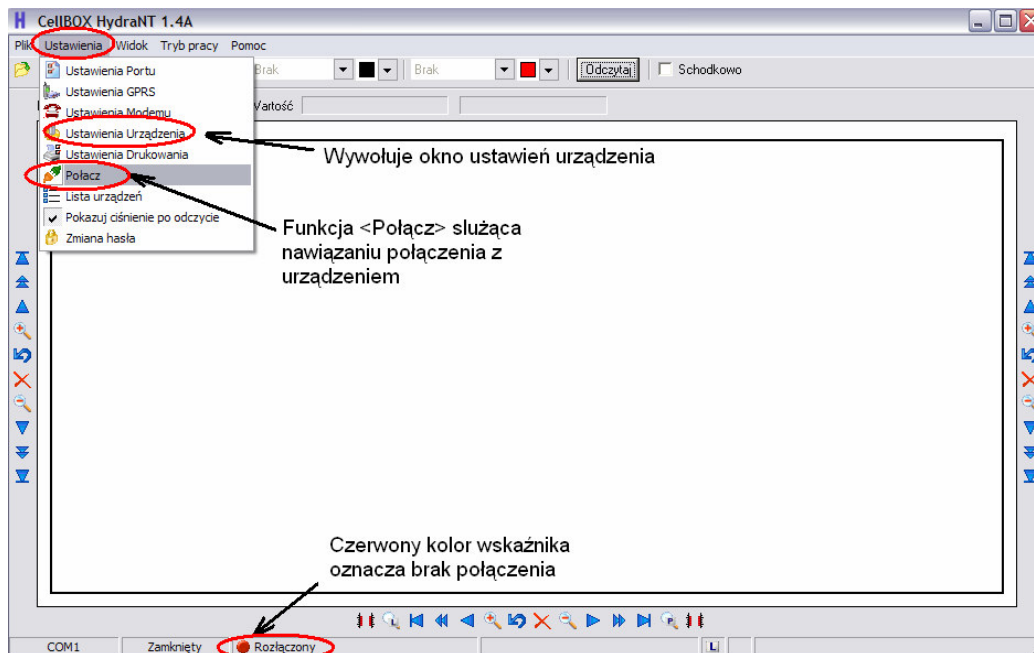 CellBOX HydraNT 1.4A
Plik Ustawienia Widok Tryb pracy Pomoc
Ustawienia Portu
Brak Brak Odczytaj Schodkowo
Ustawienia GPRS
Ustawienia Modemu
Wartość
Ustawienia Urządzenia
Ustawienia Drukowania
Połacz
Lista urządzeń
Pokazuj ciśnienie po odczycie
Zmiana hasła
Wywołuje okno ustawień urządzenia
Funkcja <Połącz> slużąca
nawiązaniu połączenia z
urządzeniem
Czerwony kolor wskaźnika
oznacza brak połączenia
COM1 Zamknięty Rozłączony L